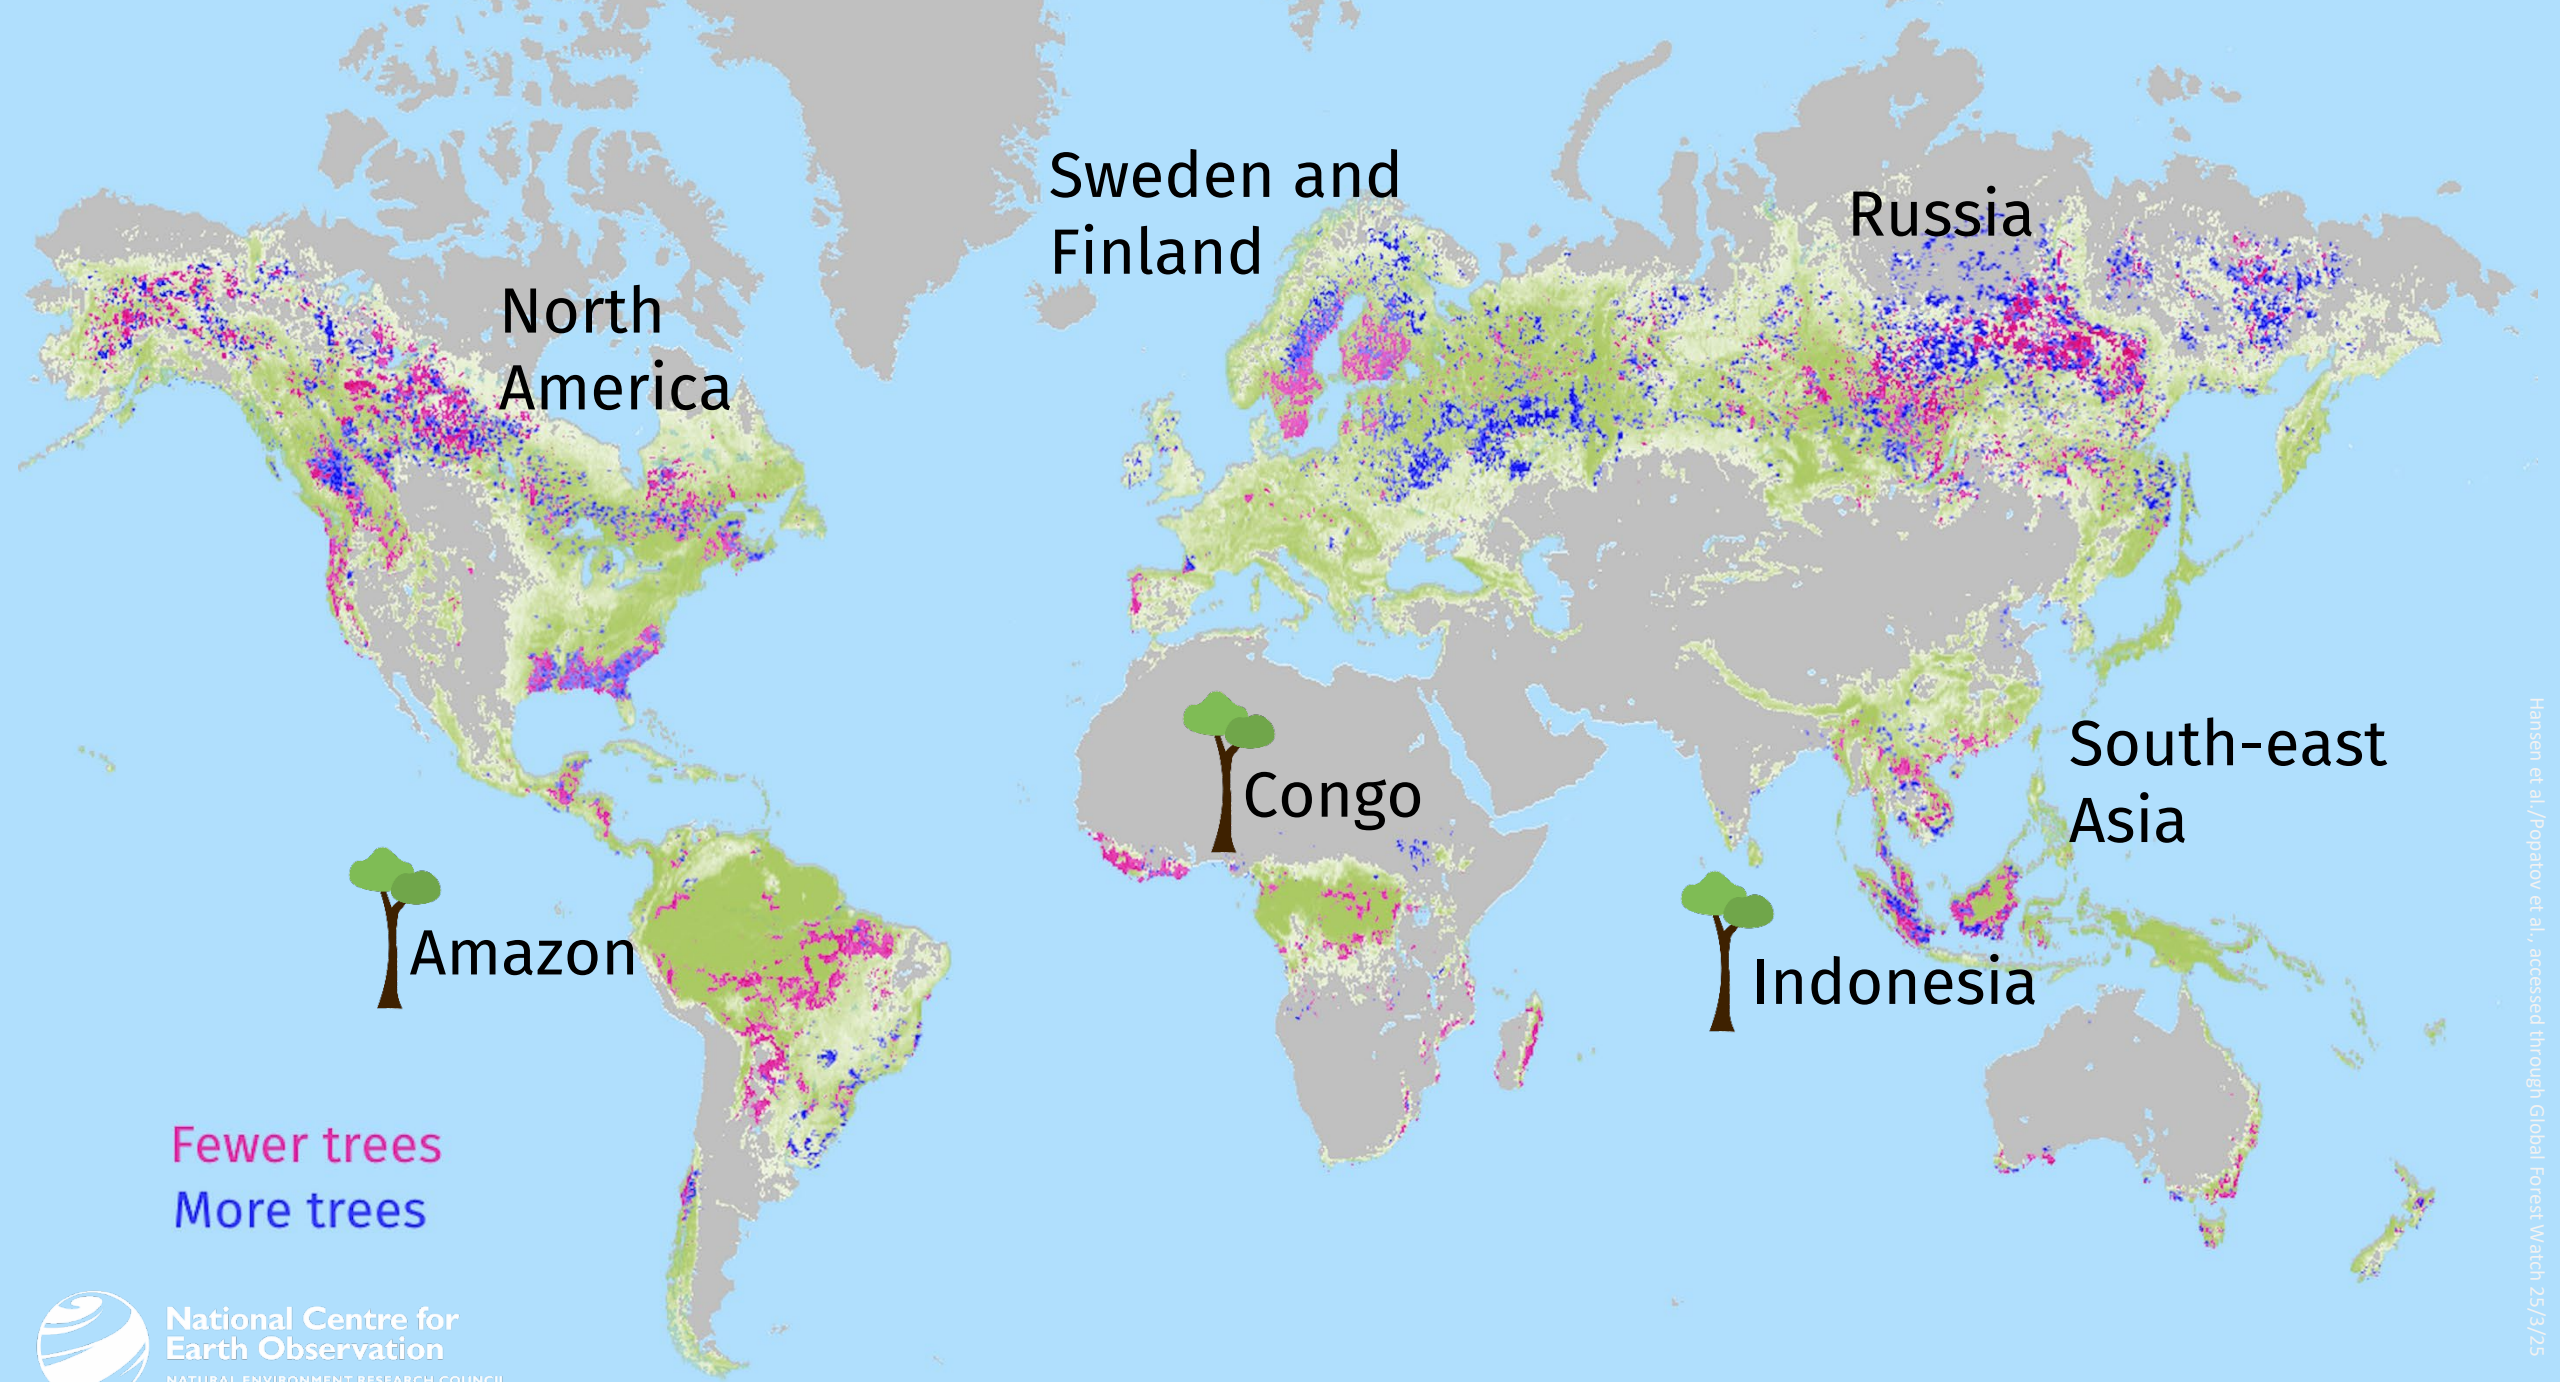 Sweden and
Finland
Russia
North
America
South-east
Asia
Congo
Amazon
Indonesia
Fewer trees
More trees
National Centre for
Earth Observation
NATURAL ENVIRONMENT RESEARCH COUNCIL
Hansen et al./Popatov et al., accessed through Global Forest Watch 25/3/25